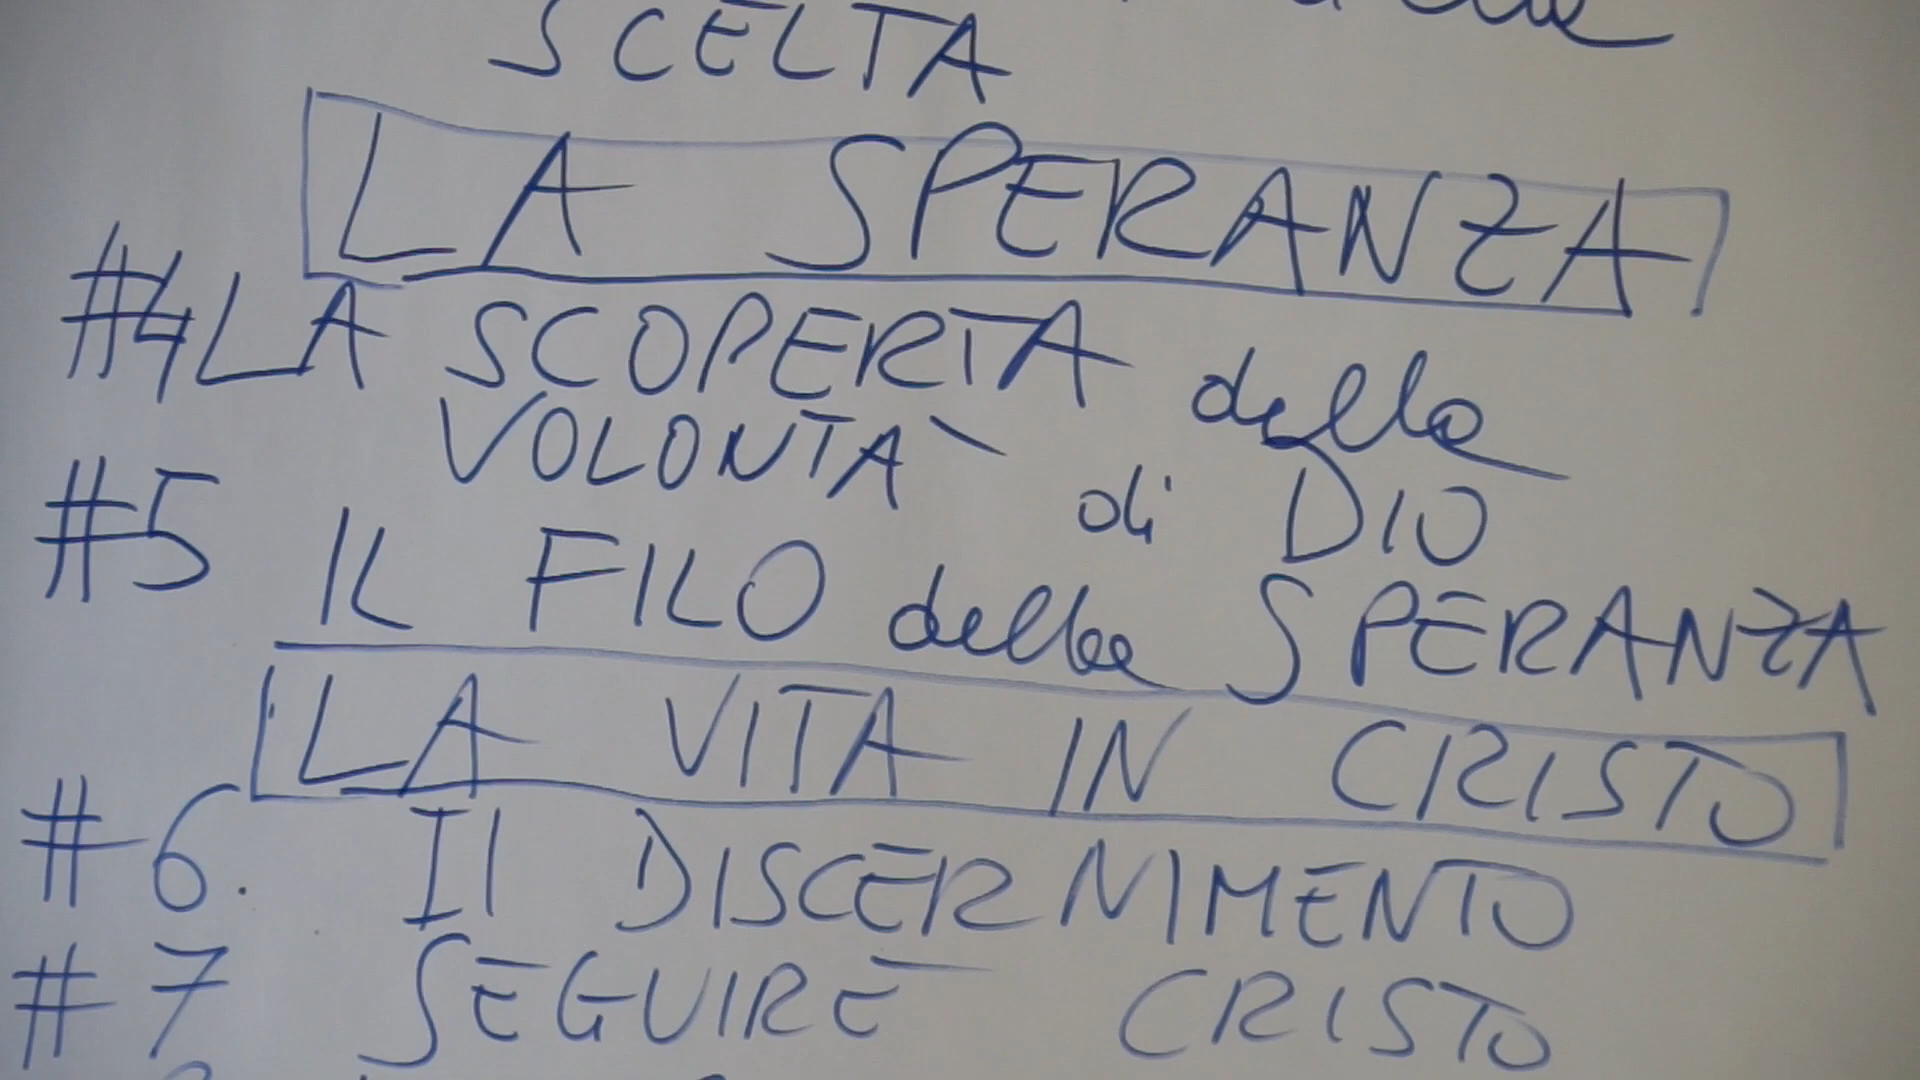 SCELTA
LA SPERANZA
#4 LA SCOPERTA della
VOLONTA` di DIO
#5 IL FILO della SPERANZA
LA VITA IN CRISTO
#6. Il DISCERNIMENTO
#7 SEGUIRE CRISTO